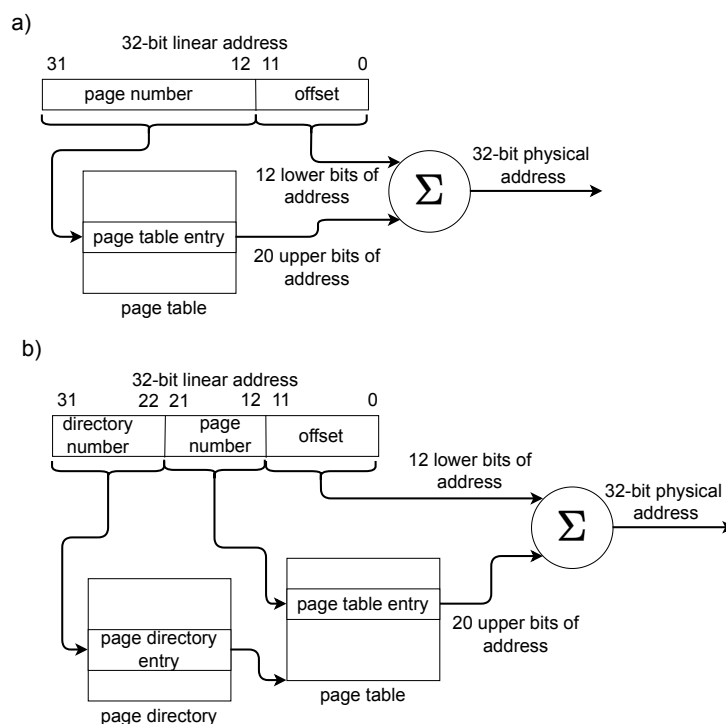 a)
32-bit linear address
31 12 11 0
page number offset
12 lower bits of
address
32-bit physical
address
Σ
page table entry
20 upper bits of
address
page table
b)
32-bit linear address
31 22 21 12 11 0
directory
number
page
number
offset
12 lower bits of
address
32-bit physical
address
Σ
page table entry
20 upper bits of
address
page directory
entry
page table
page directory